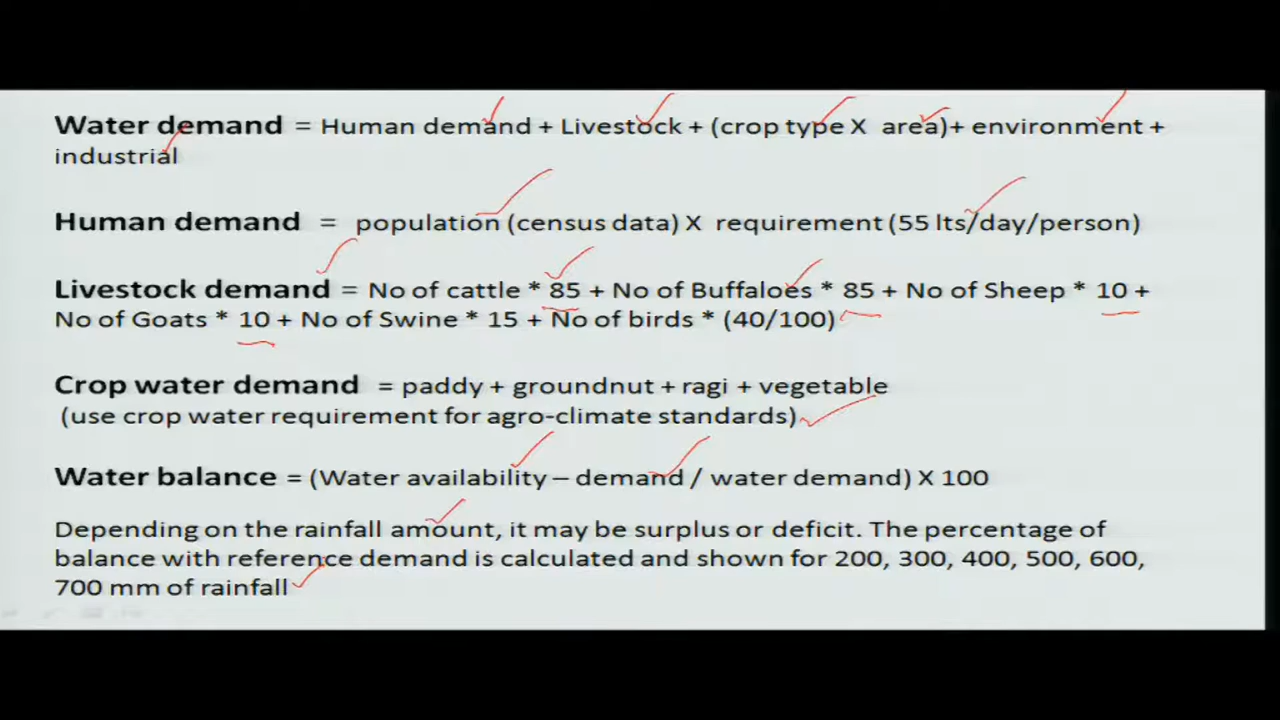 Water demand = Human demand + Livestock + (crop type X area)+ environment +
industrial
Human demand = population (census data) X requirement (55 lts/day/person)
Livestock demand = No of cattle * 85 + No of Buffaloes * 85 + No of Sheep * 10 +
No of Goats * 10 + No of Swine * 15 + No of birds * (40/100)
Crop water demand = paddy + groundnut + ragi + vegetable
(use crop water requirement for agro-climate standards)
Water balance = (Water availability – demand / water demand) X 100
Depending on the rainfall amount, it may be surplus or deficit. The percentage of
balance with reference demand is calculated and shown for 200, 300, 400, 500, 600,
700 mm of rainfall